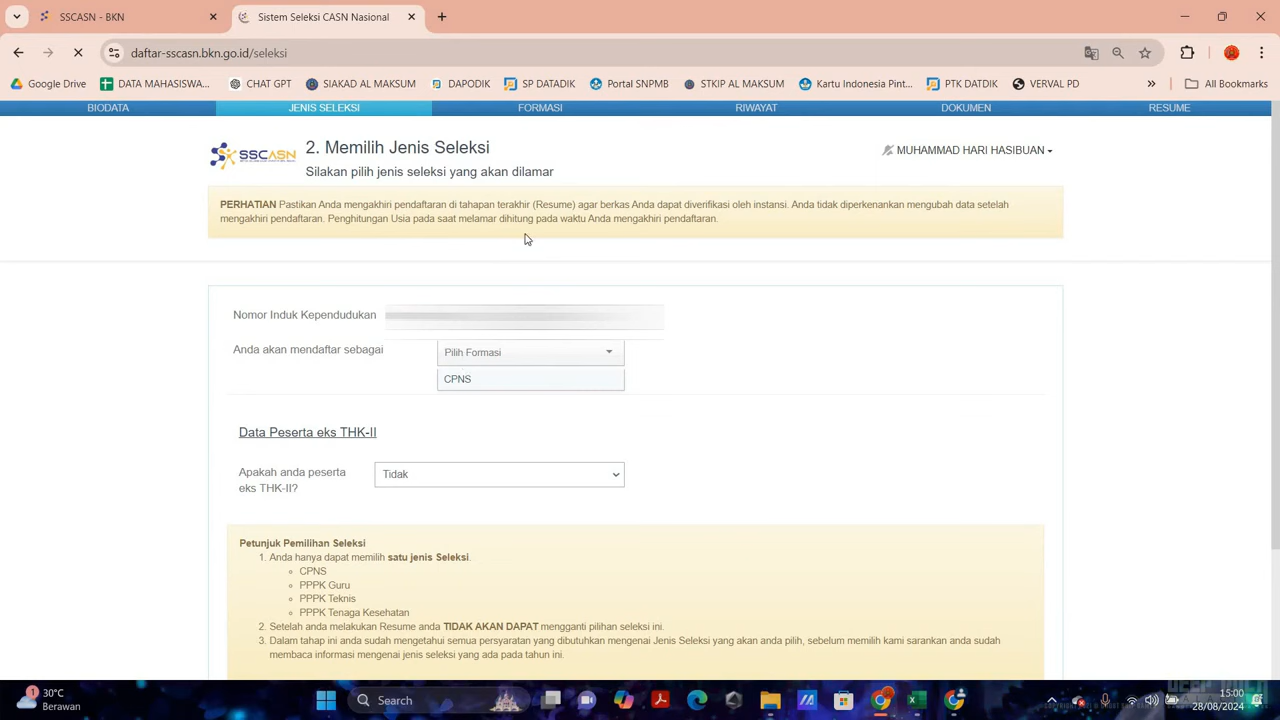 SSCASN - BKN
Sistem Seleksi CASN Nasional
daftar-sscasn.bkn.go.id/seleksi
Google Drive
DATA MAHASISWA...
CHAT GPT
SIAKAD AL MAKSUM
DAPODIK
SP DATADIK
Portal SNPMB
STKIP AL MAKSUM
Kartu Indonesia Pint...
PTK DATDIK
VERVAL PD
All Bookmarks
BIODATA
JENIS SELEKSI
FORMASI
RIWAYAT
DOKUMEN
RESUME
SSCASN
2. Memilih Jenis Seleksi
MUHAMMAD HARI HASIBUAN
Silakan pilih jenis seleksi yang akan dilamar
PERHATIAN Pastikan Anda mengakhiri pendaftaran di tahapan terakhir (Resume) agar berkas Anda dapat diverifikasi oleh instansi. Anda tidak diperkenankan mengubah data setelah
mengakhiri pendaftaran. Penghitungan Usia pada saat melamar dihitung pada waktu Anda mengakhiri pendaftaran.
Nomor Induk Kependudukan
Anda akan mendaftar sebagai
Pilih Formasi
CPNS
Data Peserta eks THK-II
Apakah anda peserta
eks THK-II?
Tidak
Petunjuk Pemilihan Seleksi
1. Anda hanya dapat memilih satu jenis Seleksi.
CPNS
PPPK Guru
PPPK Teknis
PPPK Tenaga Kesehatan
2. Setelah anda melakukan Resume anda TIDAK AKAN DAPAT mengganti pilihan seleksi ini.
3. Dalam tahap ini anda sudah mengetahui semua persyaratan yang dibutuhkan mengenai Jenis Seleksi yang akan anda pilih, sebelum memilih kami sarankan anda sudah
membaca informasi mengenai jenis seleksi yang ada pada tahun ini.
1
30°C
Berawan
Search
15:00
28/08/2024